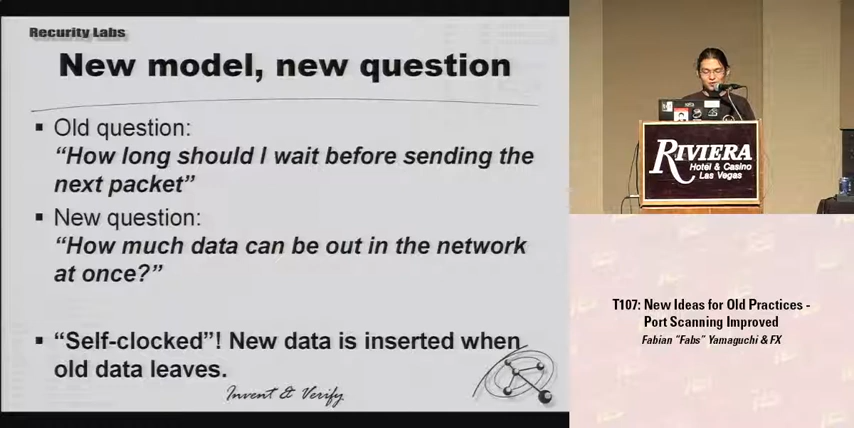 Recurity Labs
New model, new question
▪ Old question:
“How long should I wait before sending the
next packet”
▪ New question:
“How much data can be out in the network
at once?”
▪ “Self-clocked”! New data is inserted when
old data leaves.
Invent & Verify
RIVIERA
Hotel & Casino
Las Vegas
T107: New Ideas for Old Practices -
Port Scanning Improved
Fabian "Fabs" Yamaguchi & FX